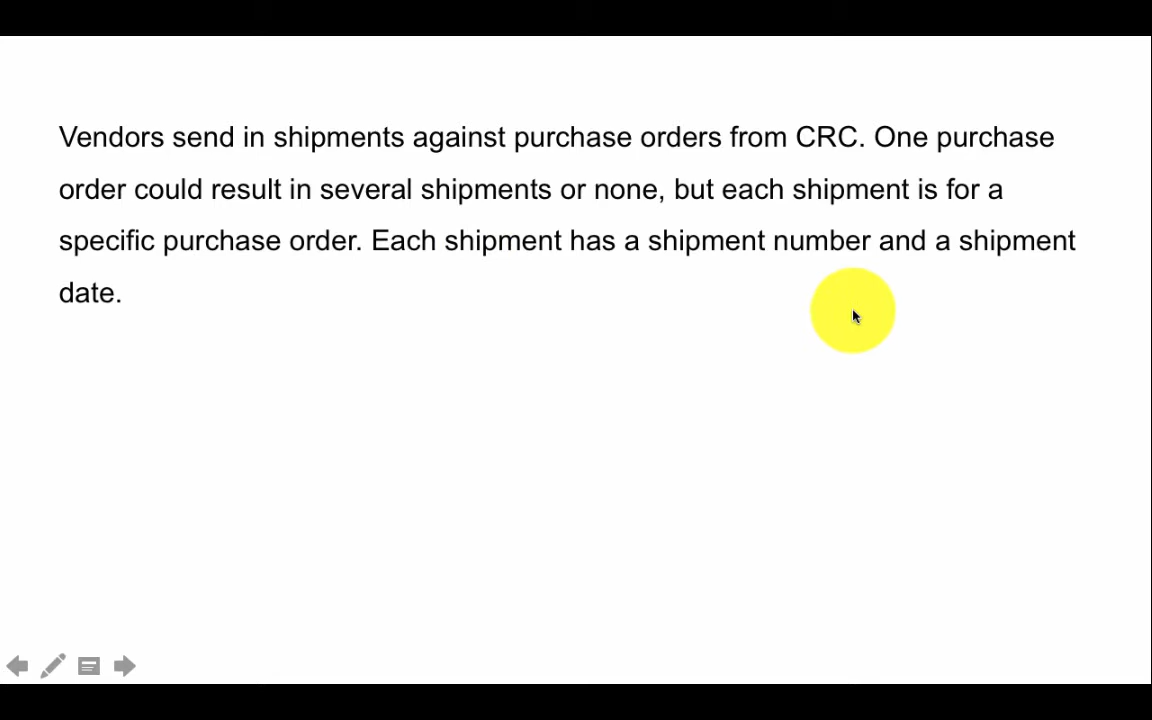 Vendors send in shipments against purchase orders from CRC. One purchase
order could result in several shipments or none, but each shipment is for a
specific purchase order. Each shipment has a shipment number and a shipment
date.